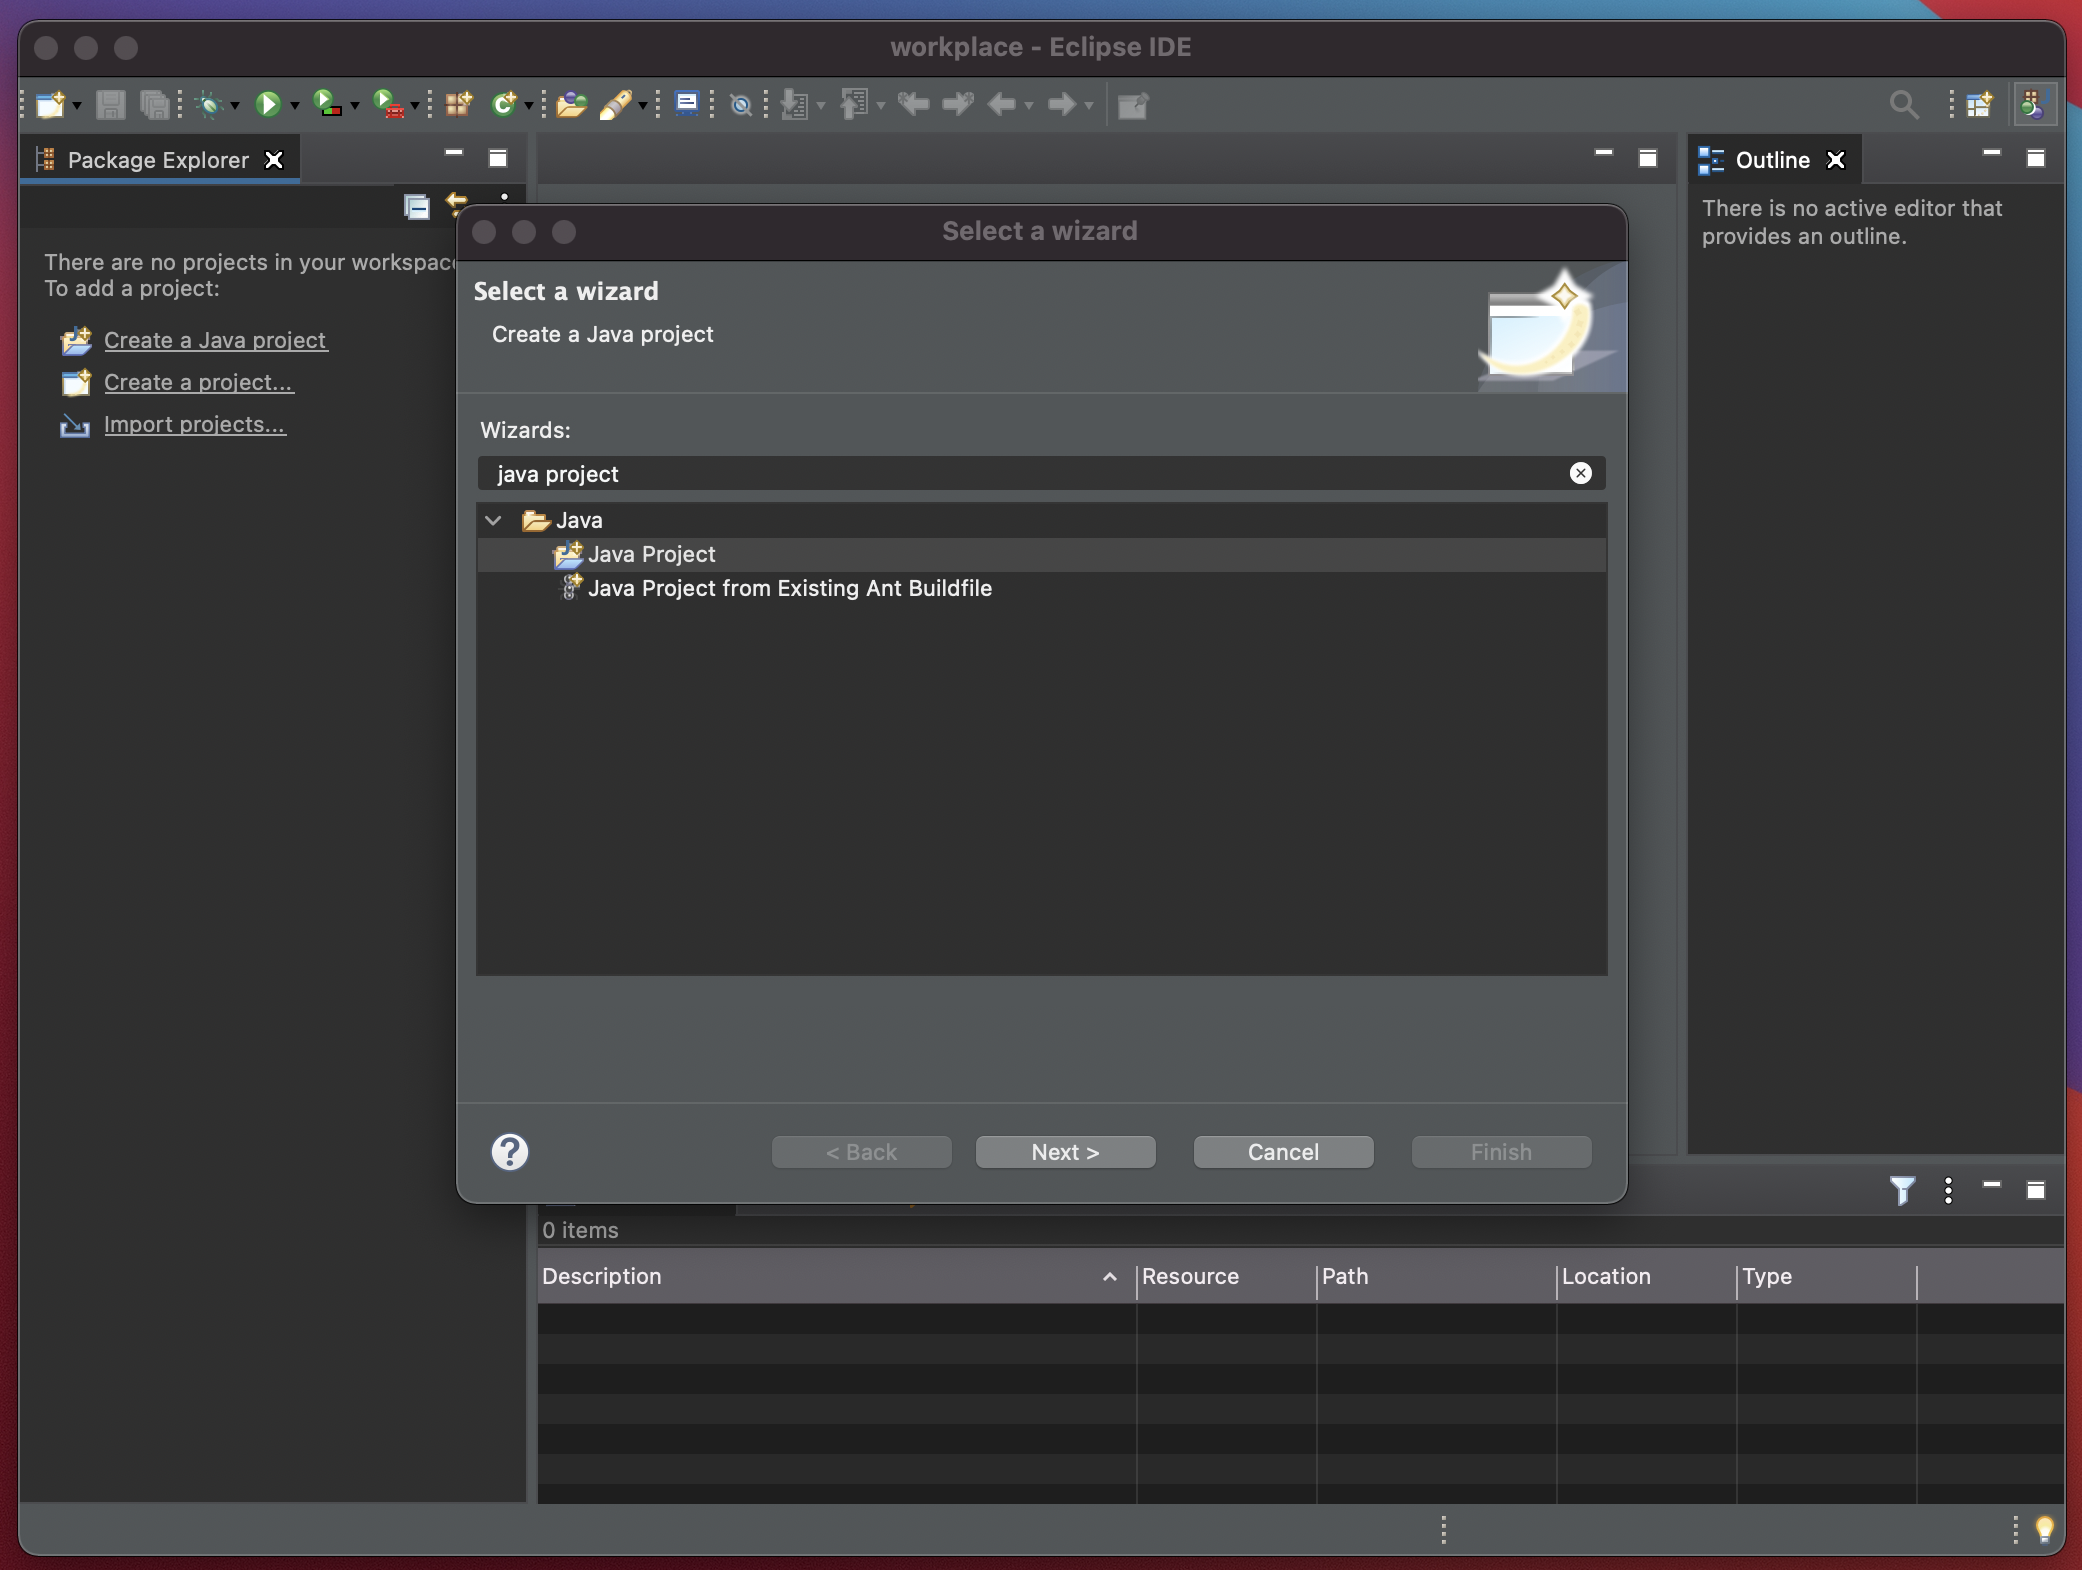 workplace - Eclipse IDE
Package Explorer
Outline
There is no active editor that
provides an outline.
There are no projects in your workspac
To add a project:
Create a Java project
Create a project...
Import projects...
Select a wizard
Select a wizard
Create a Java project
Wizards:
java project
Java
Java Project
Java Project from Existing Ant Buildfile
?
< Back
Next >
Cancel
Finish
0 items
Description
Resource
Path
Location
Type